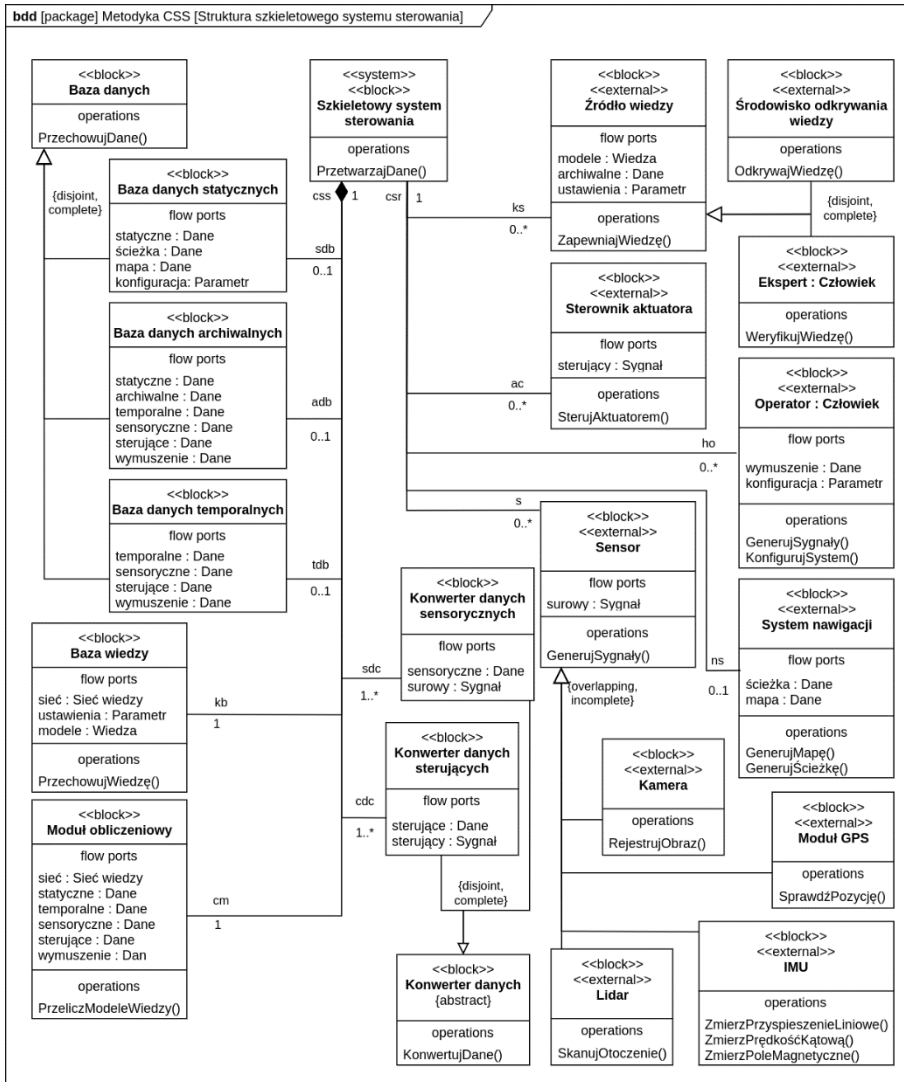 bdd [package] Metodyka CSS [Struktura szkieletowego systemu sterowania]
<<block>>
Baza danych
operations
PrzechowujDane()
<<system>>
<<block>>
Szkieletowy system
sterowania
operations
PrzetwarzajDane()
<<block>>
<<external>>
Źródło wiedzy
flow ports
modele : Wiedza
archiwalne : Dane
ustawienia : Parametr
operations
ZapewniajWiedzę()
<<block>>
<<external>>
Środowisko odkrywania
wiedzy
operations
OdkrywajWiedzę()
{disjoint,
complete}
<<block>>
Baza danych statycznych
flow ports
statyczne : Dane
ścieżka : Dane
mapa : Dane
konfiguracja: Parametr
css
1
csr
1
sdb
0..1
ks
0..*
{disjoint,
complete}
<<block>>
<<external>>
Ekspert : Człowiek
operations
WeryfikujWiedzę()
<<block>>
Baza danych archiwalnych
flow ports
statyczne : Dane
archiwalne : Dane
temporalne : Dane
sensoryczne : Dane
sterujące : Dane
wymuszenie : Dane
adb
0..1
<<block>>
<<external>>
Sterownik aktuatora
flow ports
sterujący : Sygnał
operations
SterujAktuatorem()
ac
0..*
<<block>>
<<external>>
Operator : Człowiek
flow ports
wymuszenie : Dane
konfiguracja : Parametr
operations
GenerujSygnały()
KonfigurujSystem()
ho
0..*
<<block>>
Baza danych temporalnych
flow ports
temporalne : Dane
sensoryczne : Dane
sterujące : Dane
wymuszenie : Dane
tdb
0..1
s
0..*
<<block>>
<<external>>
Sensor
flow ports
surowy : Sygnał
operations
GenerujSygnały()
<<block>>
Konwerter danych
sensorycznych
flow ports
sensoryczne : Dane
surowy : Sygnał
sdc
1..*
<<block>>
<<external>>
System nawigacji
flow ports
ścieżka : Dane
mapa : Dane
operations
GenerujMapę()
GenerujŚcieżkę()
ns
0..1
<<block>>
Baza wiedzy
flow ports
sieć : Sieć wiedzy
ustawienia : Parametr
modele : Wiedza
operations
PrzechowujWiedzę()
kb
1
{overlapping,
incomplete}
<<block>>
Konwerter danych
sterujących
flow ports
sterujące : Dane
sterujący : Sygnał
cdc
1..*
<<block>>
<<external>>
Kamera
operations
RejestrujObraz()
<<block>>
<<external>>
Moduł GPS
operations
SprawdźPozycję()
<<block>>
Moduł obliczeniowy
flow ports
sieć : Sieć wiedzy
statyczne : Dane
temporalne : Dane
sensoryczne : Dane
sterujące : Dane
wymuszenie : Dan
operations
PrzeliczModeleWiedzy()
cm
1
{disjoint,
complete}
<<block>>
Konwerter danych
{abstract}
operations
KonwertujDane()
<<block>>
<<external>>
Lidar
operations
SkanujOtoczenie()
<<block>>
<<external>>
IMU
operations
ZmierzPrzyspieszenieLiniowe()
ZmierzPrędkośćKątową()
ZmierzPoleMagnetyczne()